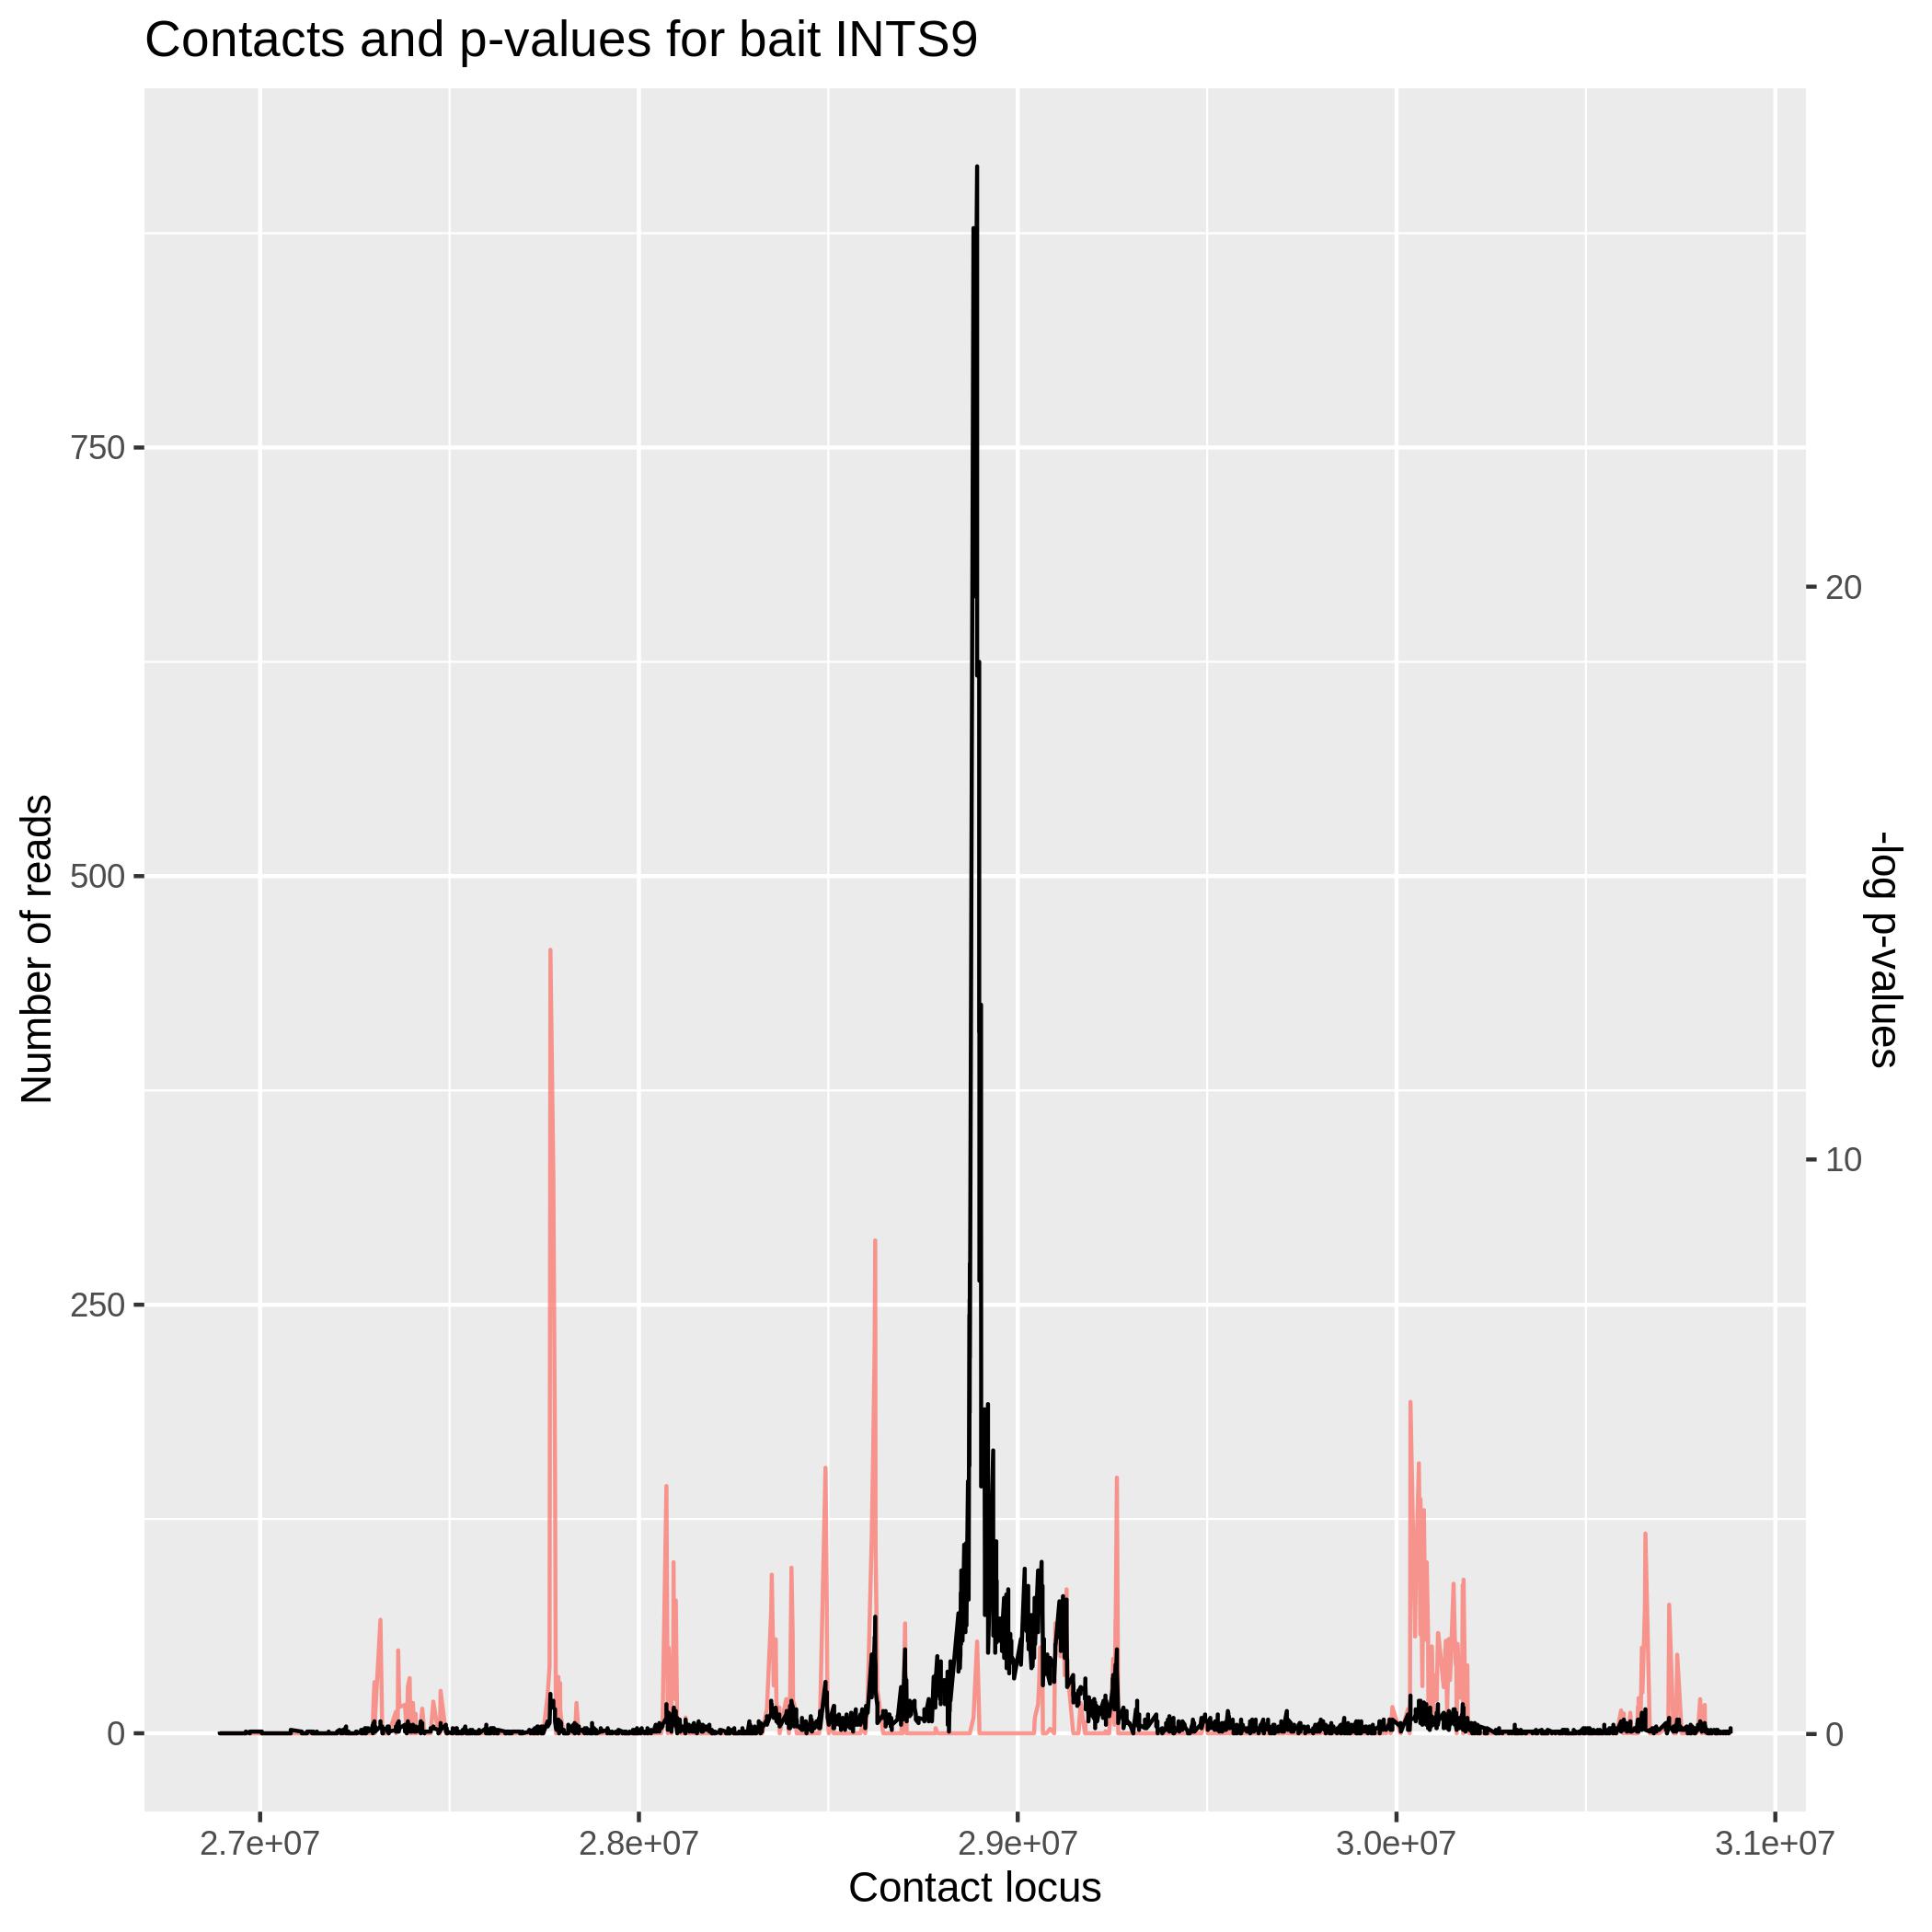 Contacts and p-values for bait INTS9
750
500
250
0
Number of reads
20
10
0
-log p-values
2.7e+07
2.8e+07
2.9e+07
3.0e+07
3.1e+07
Contact locus